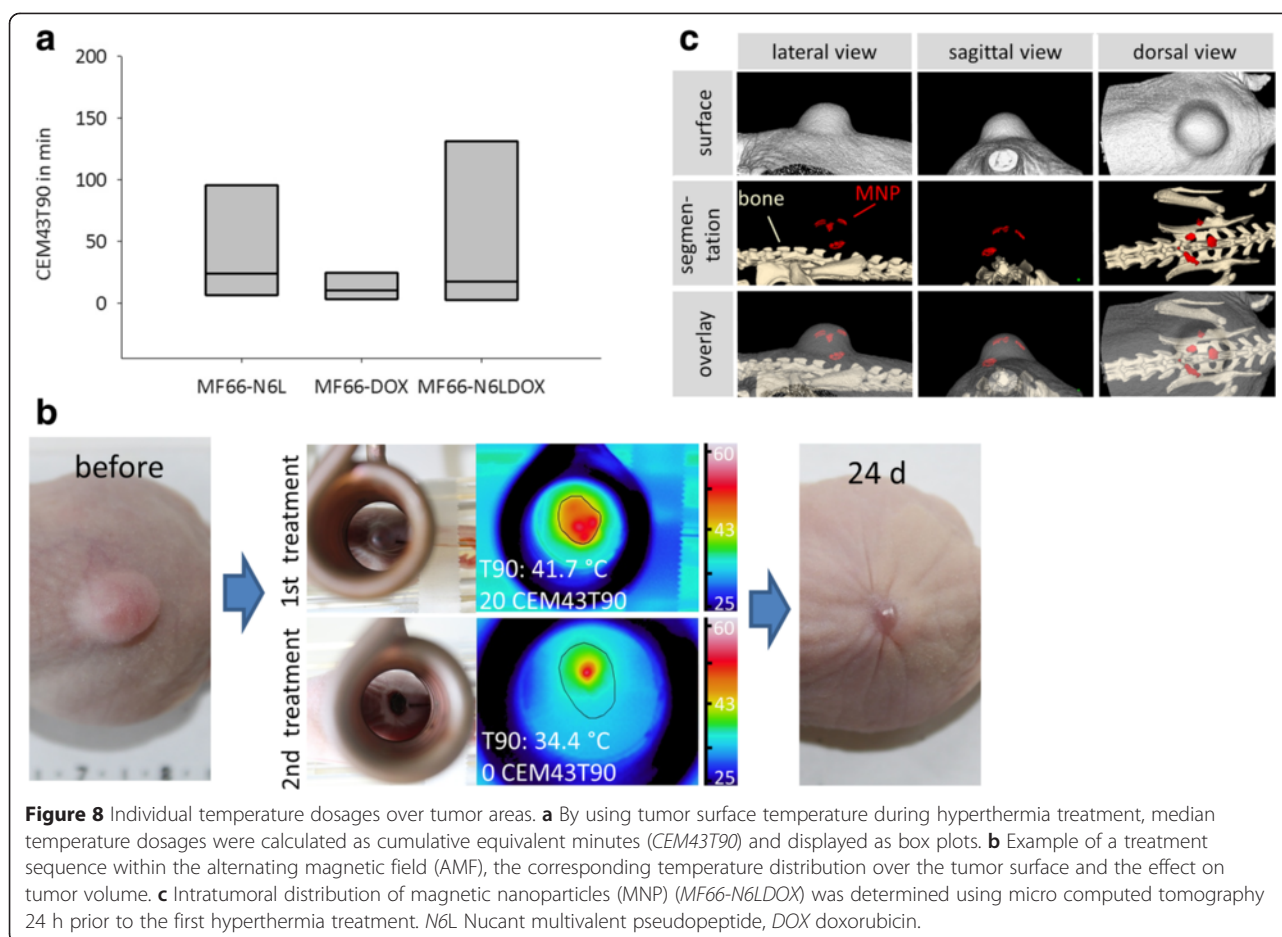 a
200
150
100
50
0
CEM43T90 in min
MF66-N6L MF66-DOX MF66-N6LDOX
c
lateral view sagittal view dorsal view
surface
segmen-
tation
overlay
bone
MNP
b
before
1st treatment
T90: 41.7 °C
20 CEM43T90
60
43
25
2nd treatment
T90: 34.4 °C
0 CEM43T90
60
43
25
24 d
7 8
Figure 8 Individual temperature dosages over tumor areas. a By using tumor surface temperature during hyperthermia treatment, median
temperature dosages were calculated as cumulative equivalent minutes (CEM43T90) and displayed as box plots. b Example of a treatment
sequence within the alternating magnetic field (AMF), the corresponding temperature distribution over the tumor surface and the effect on
tumor volume. c Intratumoral distribution of magnetic nanoparticles (MNP) (MF66-N6LDOX) was determined using micro computed tomography
24 h prior to the first hyperthermia treatment. N6L Nucant multivalent pseudopeptide, DOX doxorubicin.